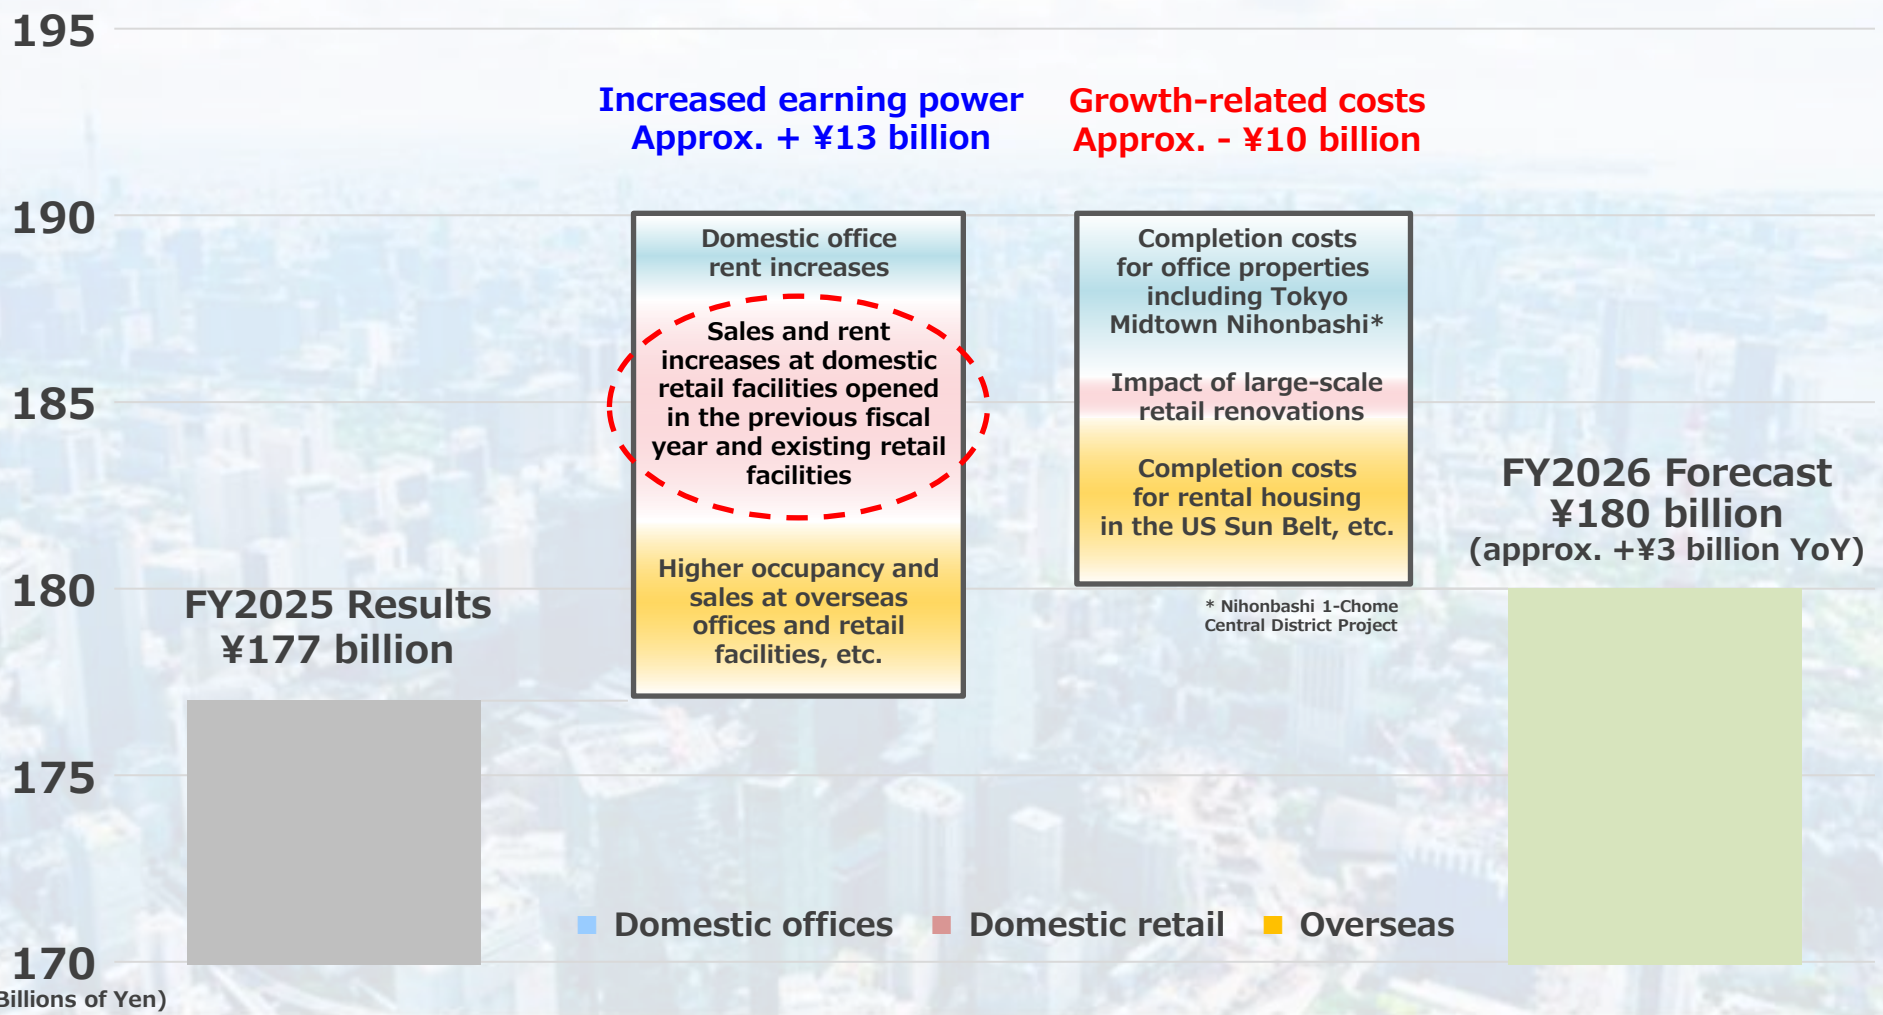 195
190
185
180
175
170
Billions of Yen)
FY2025 Results
¥177 billion
Increased earning power
Approx. + ¥13 billion
Domestic office
rent increases
Sales and rent
increases at domestic
retail facilities opened
in the previous fiscal
year and existing retail
facilities
Higher occupancy and
sales at overseas
offices and retail
facilities, etc.
Growth-related costs
Approx. - ¥10 billion
Completion costs
for office properties
including Tokyo
Midtown Nihonbashi*
Impact of large-scale
retail renovations
Completion costs
for rental housing
in the US Sun Belt, etc.
* Nihonbashi 1-Chome
Central District Project
FY2026 Forecast
¥180 billion
(approx. +¥3 billion YoY)
Domestic offices
Domestic retail
Overseas